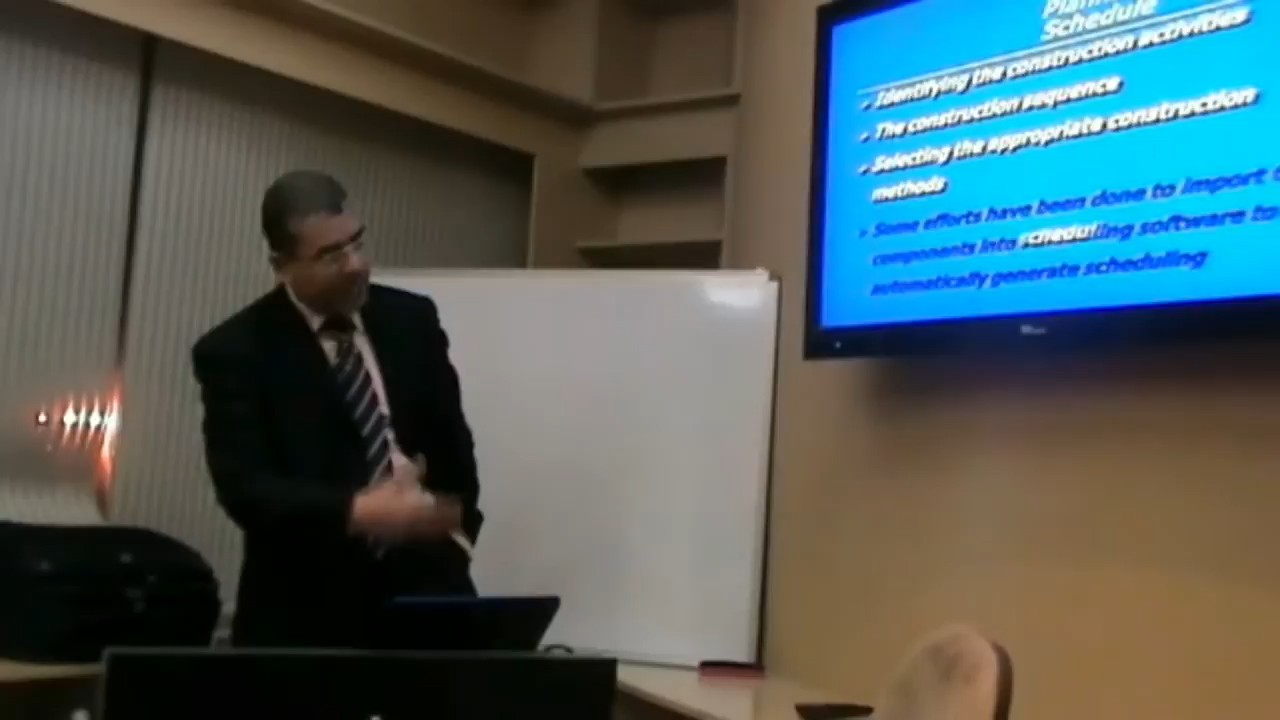 Schedule
Identifying the construction activities
The construction sequence
Selecting the appropriate construction
methods
Some efforts have been done to import
components into scheduling software to
automatically generate scheduling